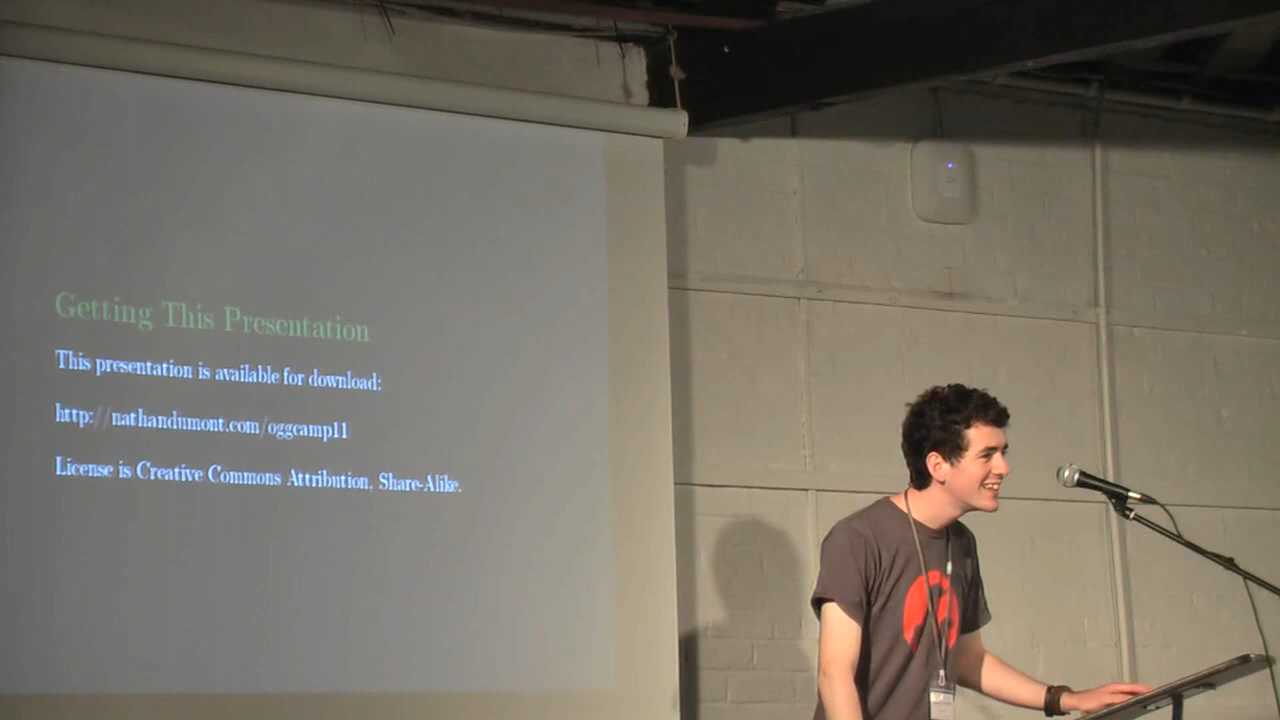 Getting This Presentation
This presentation is available for download:
http://nathandumont.com/oggcamp11
License is Creative Commons Attribution, Share-Alike.